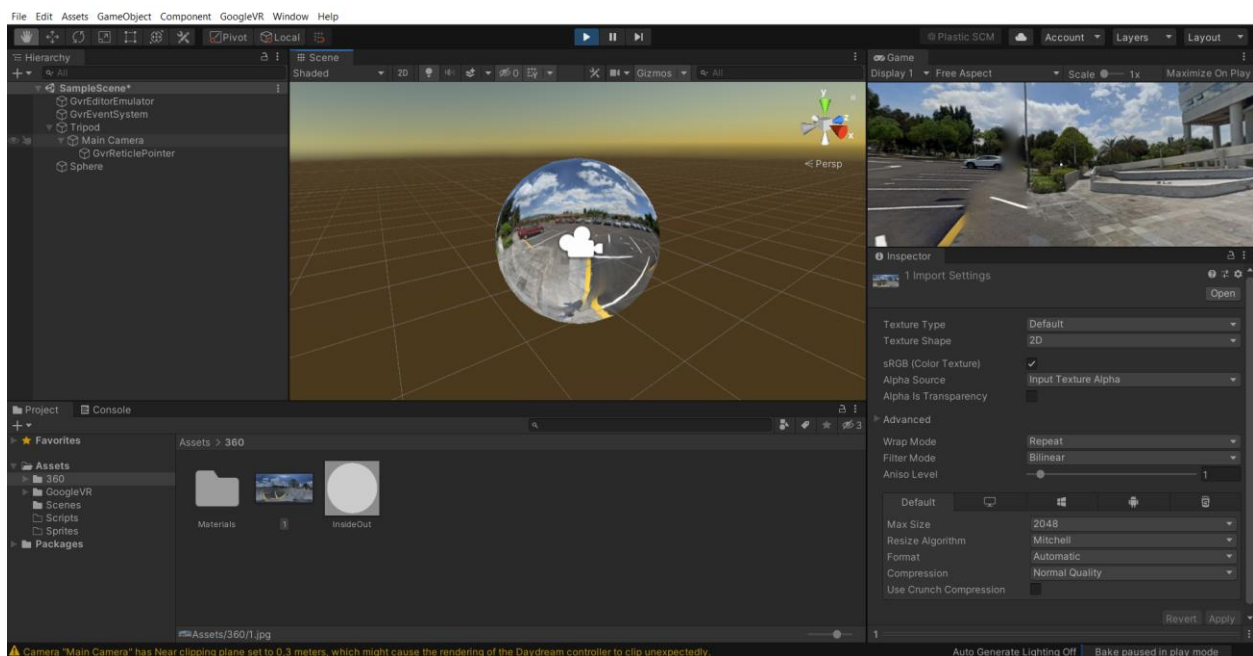 File Edit Assets GameObject Component GoogleVR Window Help
Pivot Local Plastic SCM Account Layers Layout
Hierarchy
All
SampleScene*
GvrEditorEmulator
GvrEventSystem
Tripod
Main Camera
GvrReticlePointer
Sphere
Scene
Shaded 2D 0 Gizmos All
y
z
x
Persp
Game
Display 1 Free Aspect Scale 1x Maximize On Play
Inspector
1 Import Settings
Open
Texture Type Default
Texture Shape 2D
sRGB (Color Texture)
Alpha Source Input Texture Alpha
Alpha Is Transparency
Advanced
Wrap Mode Repeat
Filter Mode Bilinear
Aniso Level 1
Default
Max Size 2048
Resize Algorithm Mitchell
Format Automatic
Compression Normal Quality
Use Crunch Compression
Revert Apply
1
Project Console
3
Favorites
Assets
360
GoogleVR
Scenes
Scripts
Sprites
Packages
Assets > 360
Materials 1 InsideOut
Assets/360/1.jpg
Camera "Main Camera" has Near clipping plane set to 0.3 meters, which might cause the rendering of the Daydream controller to clip unexpectedly.
Auto Generate Lighting Off Bake paused in play mode